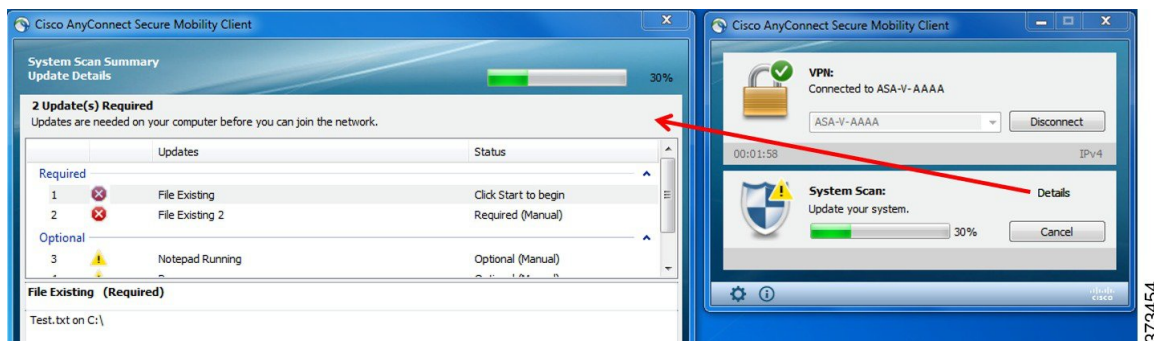 Cisco AnyConnect Secure Mobility Client
System Scan Summary
Update Details
30%
2 Update(s) Required
Updates are needed on your computer before you can join the network.
Updates Status
Required
1 File Existing Click Start to begin
2 File Existing 2 Required (Manual)
Optional
3 Notepad Running Optional (Manual)
File Existing (Required)
Test.txt on C:\
Cisco AnyConnect Secure Mobility Client
VPN:
Connected to ASA-V-AAAA
ASA-V-AAAA Disconnect
00:01:58 IPv4
System Scan: Details
Update your system.
30% Cancel
CISCO
373454